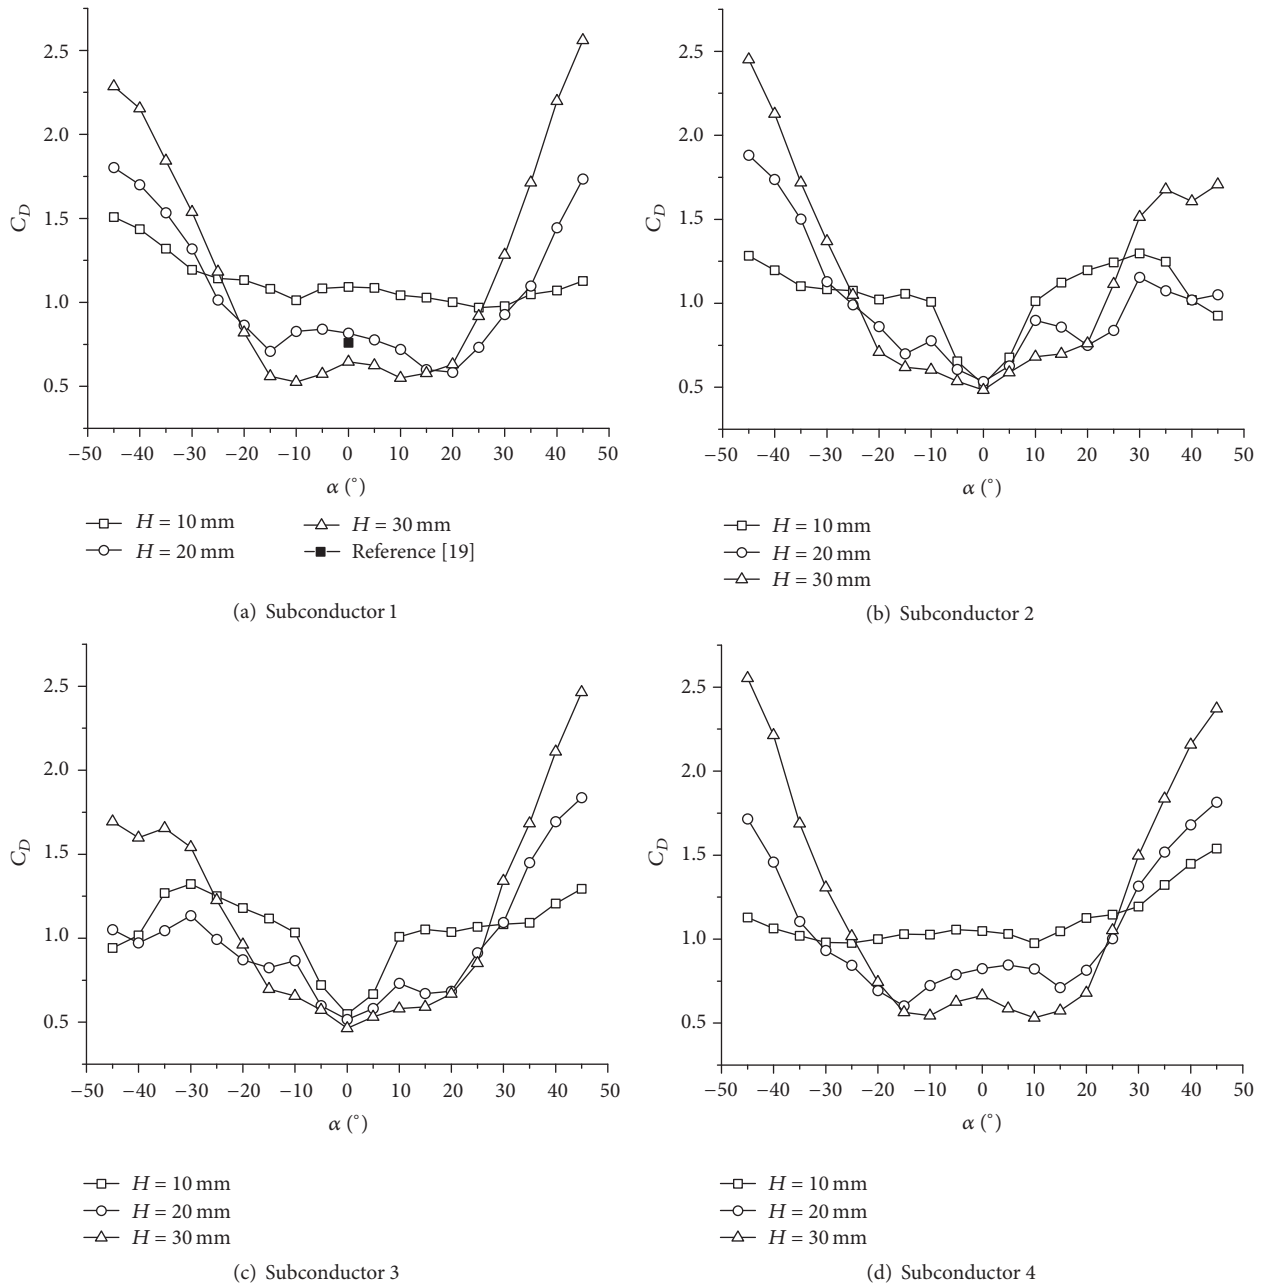 2.5
2.0
1.5
1.0
0.5
C_D
−50 −40 −30 −20 −10 0 10 20 30 40 50
α (°)
H = 10 mm
H = 20 mm
H = 30 mm
Reference [19]
(a) Subconductor 1
2.5
2.0
1.5
1.0
0.5
C_D
−50 −40 −30 −20 −10 0 10 20 30 40 50
α (°)
H = 10 mm
H = 20 mm
H = 30 mm
(b) Subconductor 2
2.5
2.0
1.5
1.0
0.5
C_D
−50 −40 −30 −20 −10 0 10 20 30 40 50
α (°)
H = 10 mm
H = 20 mm
H = 30 mm
(c) Subconductor 3
2.5
2.0
1.5
1.0
0.5
C_D
−50 −40 −30 −20 −10 0 10 20 30 40 50
α (°)
H = 10 mm
H = 20 mm
H = 30 mm
(d) Subconductor 4